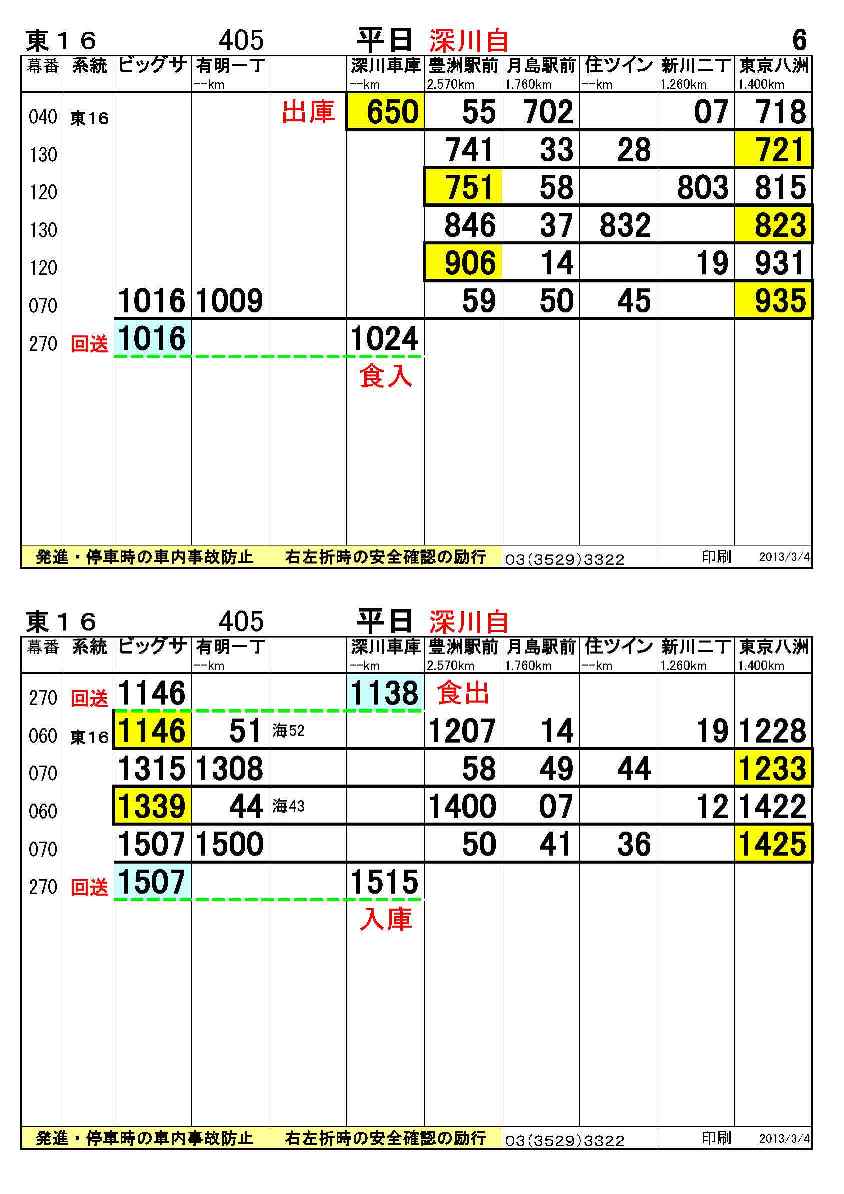 東１６ 405 平日 深川自 6
幕番 系統 ビッグサ 有明一丁 深川車庫 豊洲駅前 月島駅前 住ツイン 新川二丁 東京八洲
--km --km 2.570km 1.760km --km 1.260km 1.400km
040 東16 出庫 650 55 702 07 718
130 741 33 28 721
120 751 58 803 815
130 846 37 832 823
120 906 14 19 931
070 1016 1009 59 50 45 935
270 回送 1016 1024
食入
発進・停車時の車内事故防止 右左折時の安全確認の励行 03(3529)3322 印刷 2013/3/4
東１６ 405 平日 深川自
幕番 系統 ビッグサ 有明一丁 深川車庫 豊洲駅前 月島駅前 住ツイン 新川二丁 東京八洲
--km --km 2.570km 1.760km --km 1.260km 1.400km
270 回送 1146 1138 食出
060 東16 1146 51 海52 1207 14 19 1228
070 1315 1308 58 49 44 1233
060 1339 44 海43 1400 07 12 1422
070 1507 1500 50 41 36 1425
270 回送 1507 1515
入庫
発進・停車時の車内事故防止 右左折時の安全確認の励行 03(3529)3322 印刷 2013/3/4